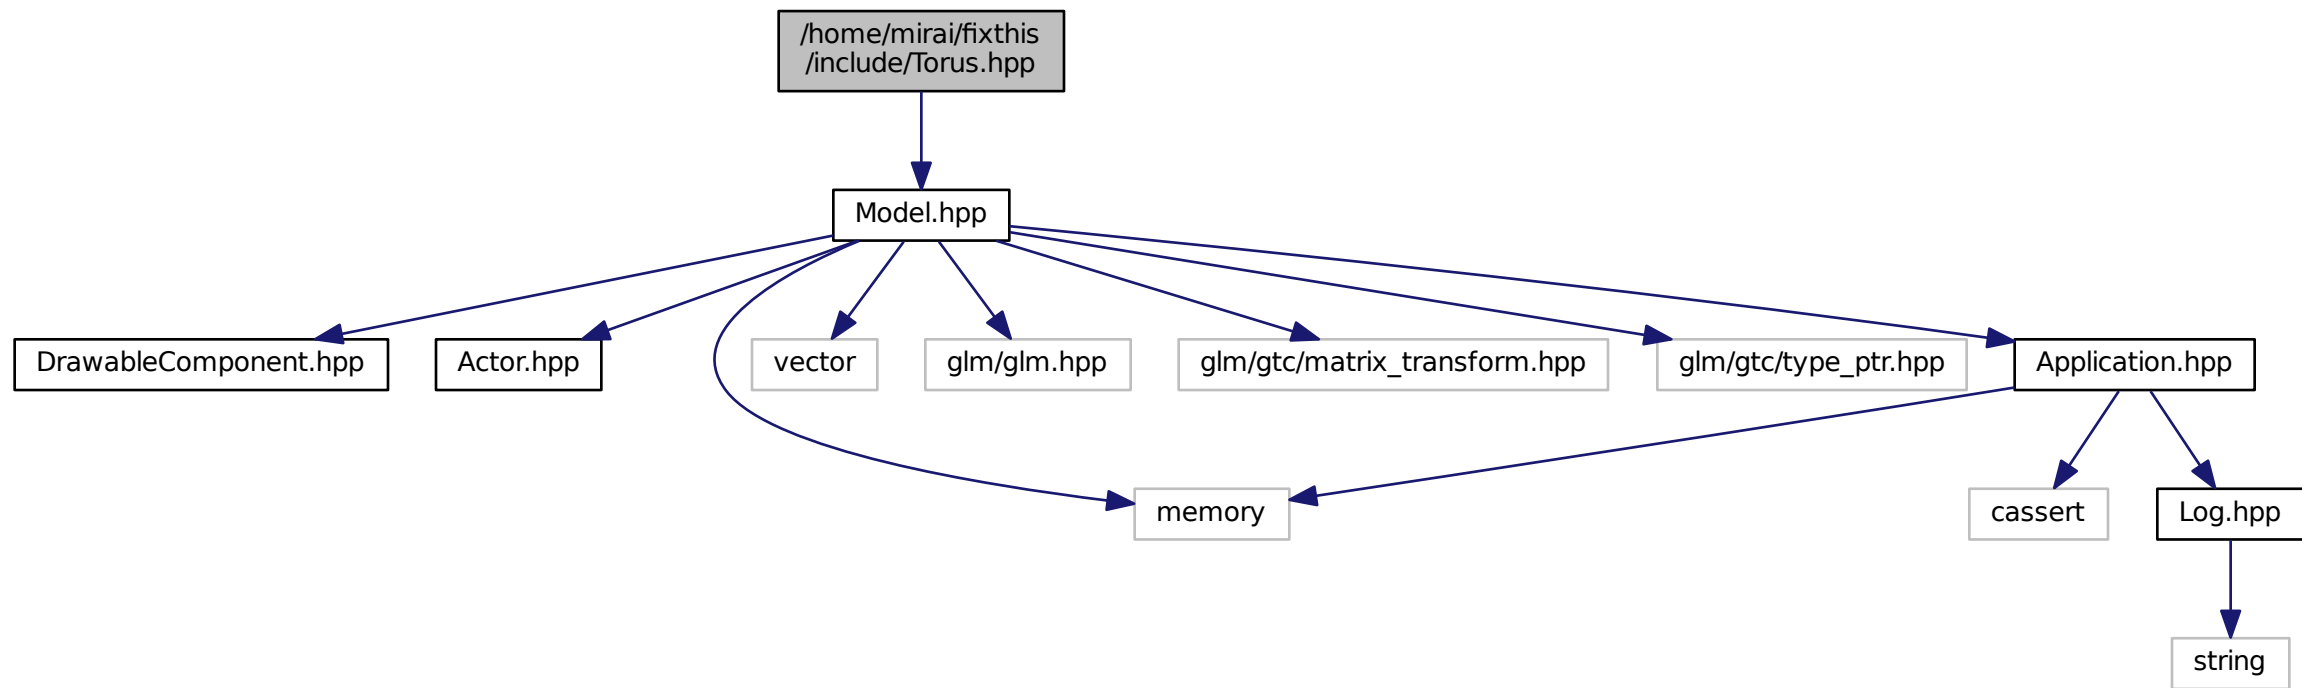 /home/mirai/fixthis
/include/Torus.hpp
Model.hpp
DrawableComponent.hpp
Actor.hpp
vector
glm/glm.hpp
glm/gtc/matrix_transform.hpp
glm/gtc/type_ptr.hpp
Application.hpp
memory
cassert
Log.hpp
string